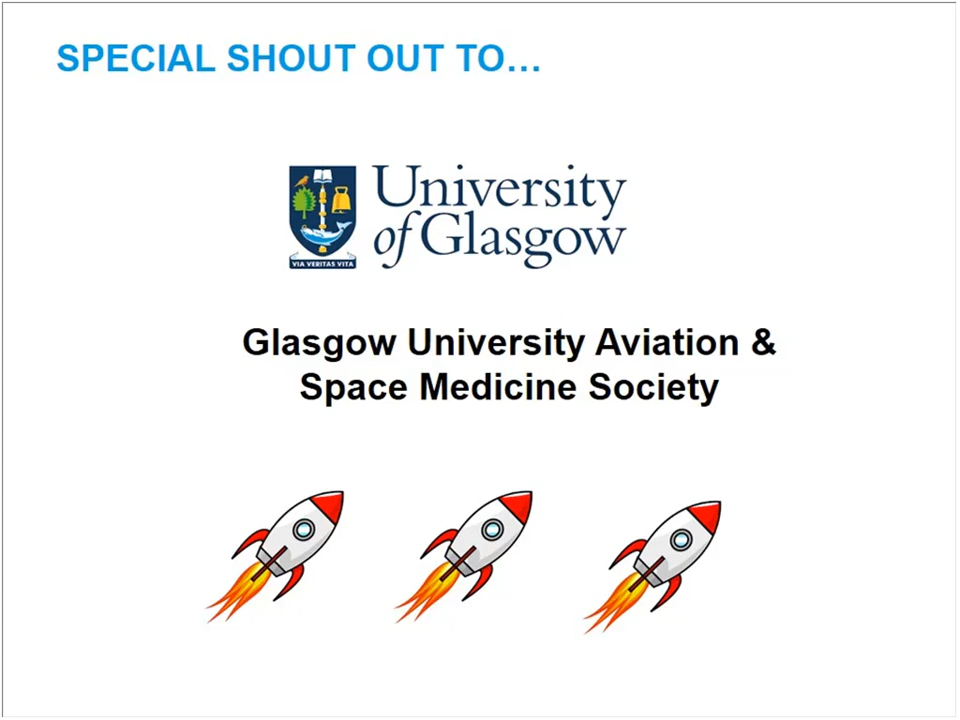 SPECIAL SHOUT OUT TO…
University
of Glasgow
VIA VERITAS VITA
Glasgow University Aviation &
Space Medicine Society